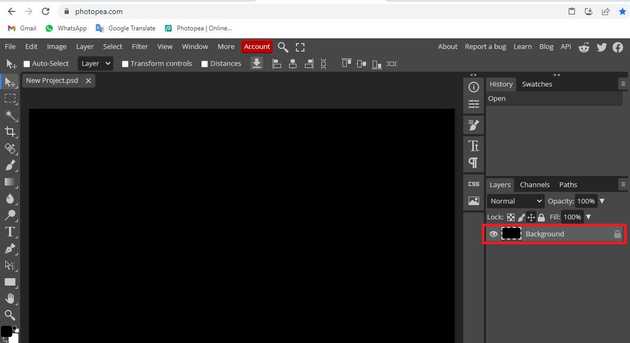 photopea.com
Gmail WhatsApp Google Translate Photopea | Online...
File Edit Image Layer Select Filter View Window More Account About Report a bug Learn Blog API
Auto-Select Layer Transform controls Distances
New Project.psd
History Swatches
Open
CSS
Layers Channels Paths
Normal Opacity: 100%
Lock: Fill: 100%
Background